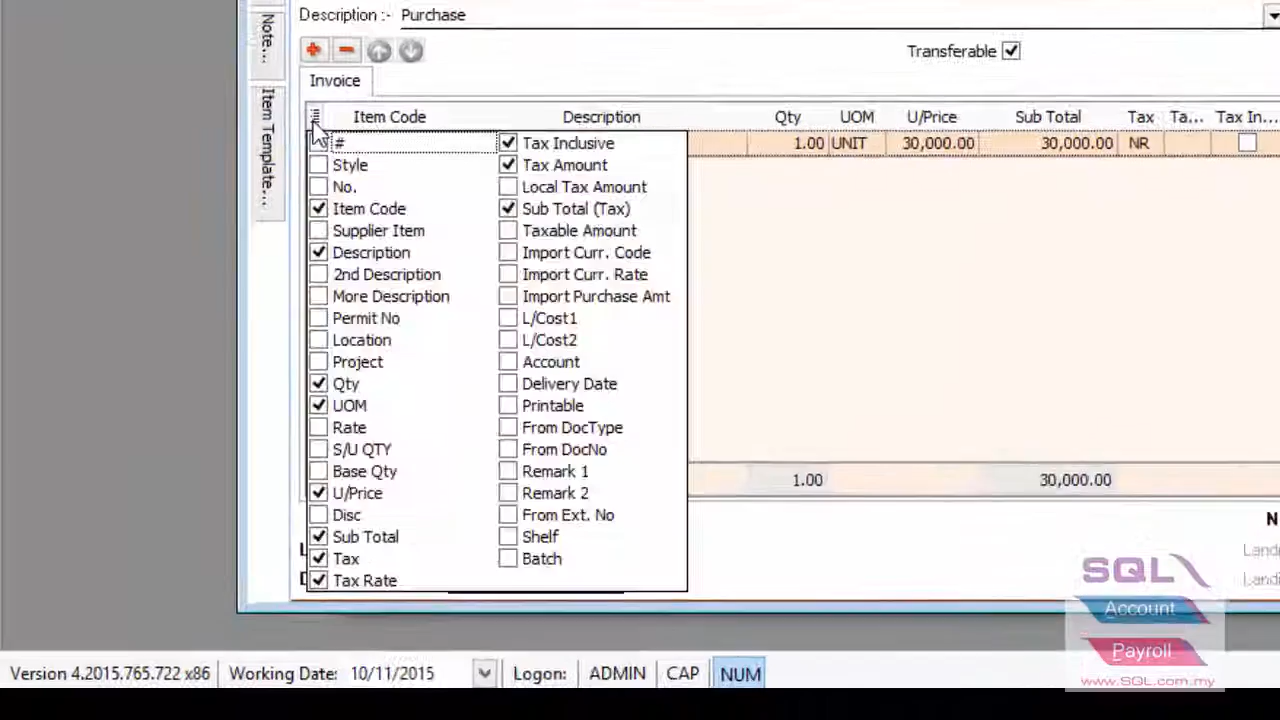 Description :- Purchase
Note...
Item Template...
Transferable
Invoice
Item Code Description Qty UOM U/Price Sub Total Tax Ta... Tax In...
1.00 UNIT 30,000.00 30,000.00 NR
#
Style
No.
Item Code
Supplier Item
Description
2nd Description
More Description
Permit No
Location
Project
Qty
UOM
Rate
S/U QTY
Base Qty
U/Price
Disc
Sub Total
Tax
Tax Rate
Tax Inclusive
Tax Amount
Local Tax Amount
Sub Total (Tax)
Taxable Amount
Import Curr. Code
Import Curr. Rate
Import Purchase Amt
L/Cost1
L/Cost2
Account
Delivery Date
Printable
From DocType
From DocNo
Remark 1
Remark 2
From Ext. No
Shelf
Batch
1.00 30,000.00
SQL
Account
Payroll
www.SQL.com.my
Version 4.2015.765.722 x86 Working Date: 10/11/2015 Logon: ADMIN CAP NUM